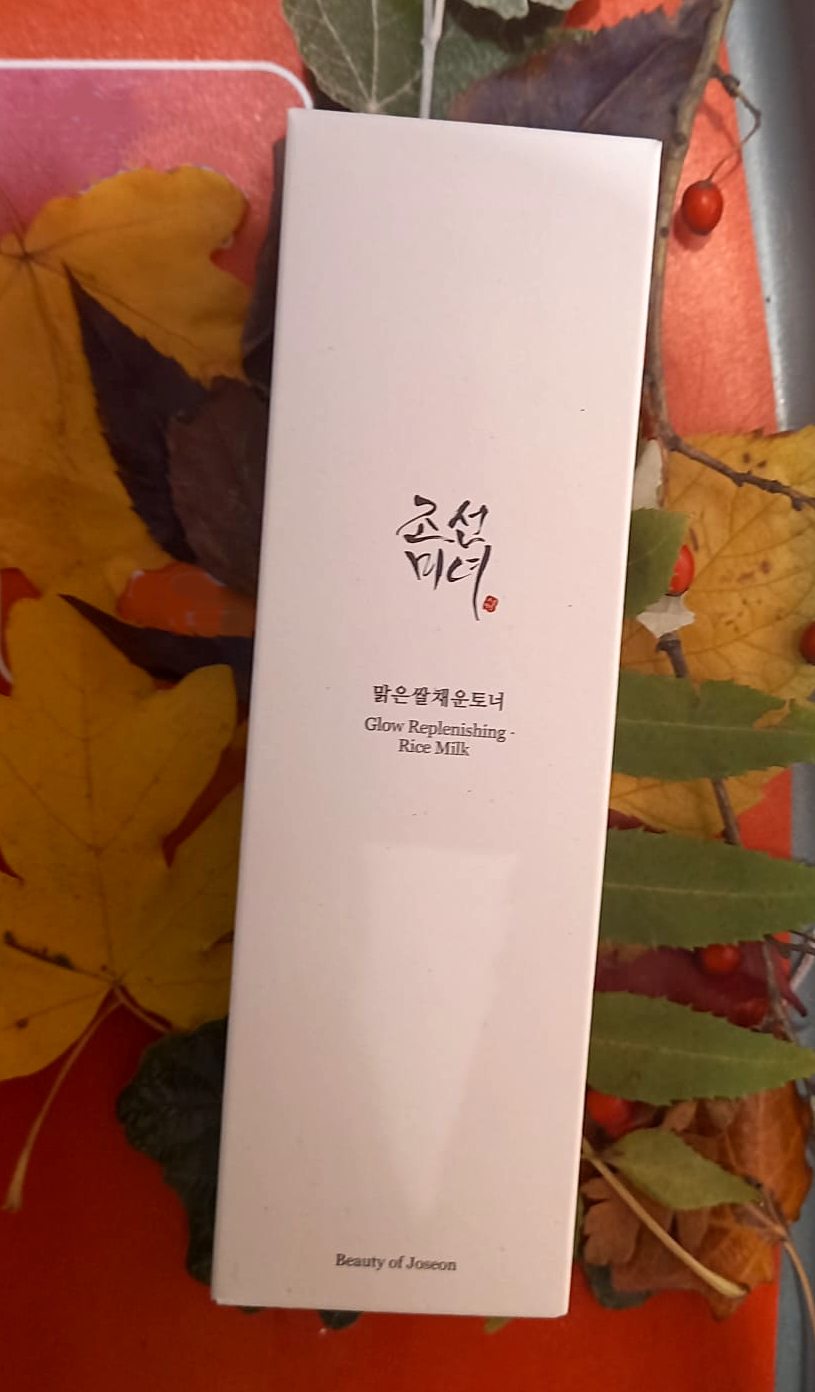 조선
미녀
맑은쌀채운토너
Glow Replenishing -
Rice Milk
Beauty of Joseon